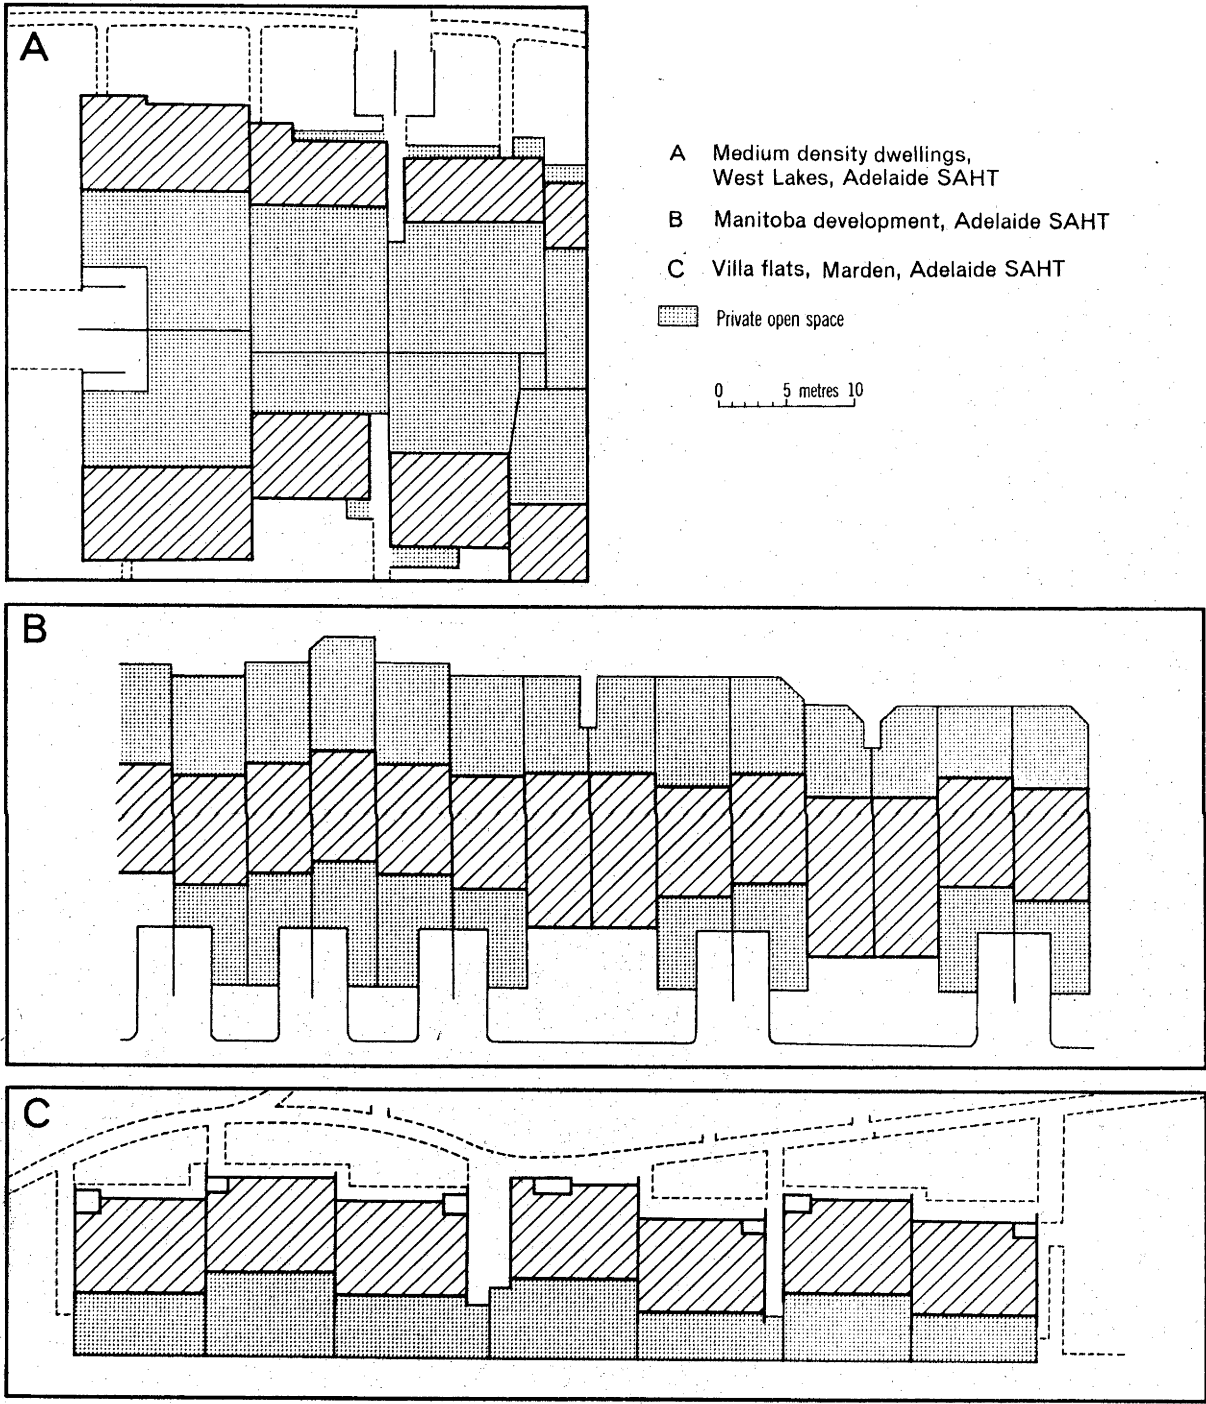 A
A Medium density dwellings,
West Lakes, Adelaide SAHT
B Manitoba development, Adelaide SAHT
C Villa flats, Marden, Adelaide SAHT
Private open space
0 5 metres 10
B
C